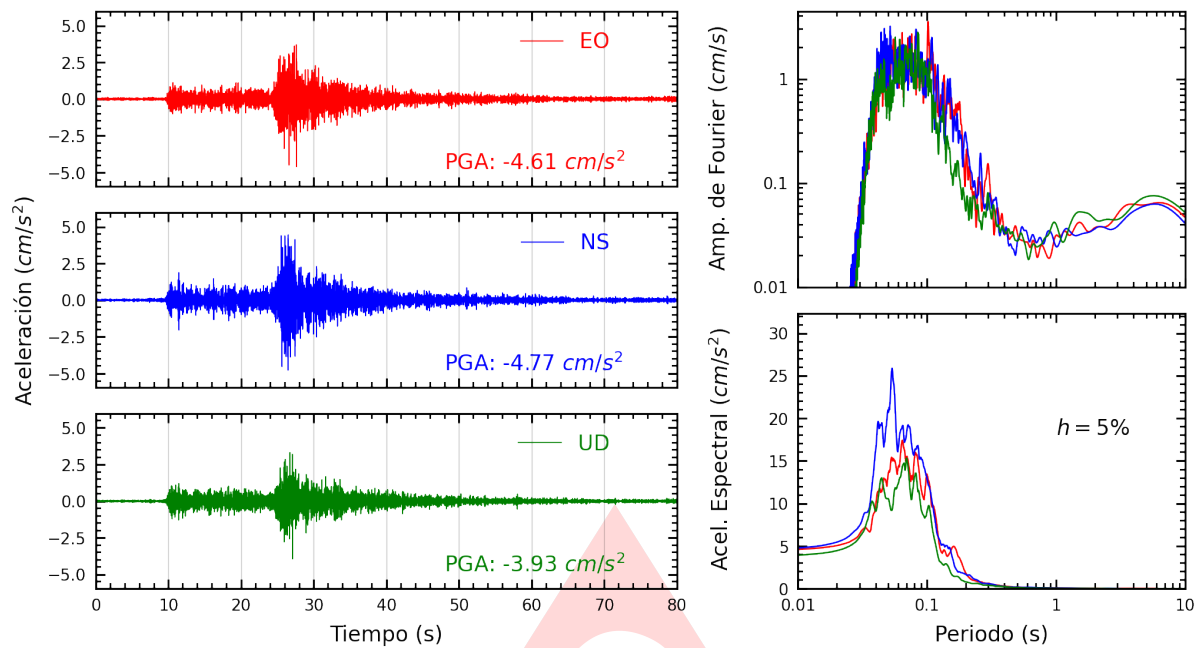 Aceleración (cm/s²)
5.0
2.5
0.0
−2.5
−5.0
EO
PGA: -4.61 cm/s²
5.0
2.5
0.0
−2.5
−5.0
NS
PGA: -4.77 cm/s²
5.0
2.5
0.0
−2.5
−5.0
UD
PGA: -3.93 cm/s²
0 10 20 30 40 50 60 70 80
Tiempo (s)
Amp. de Fourier (cm/s)
1
0.1
0.01
Acel. Espectral (cm/s²)
30
25
20
15
10
5
0
h = 5%
0.01 0.1 1 10
Periodo (s)